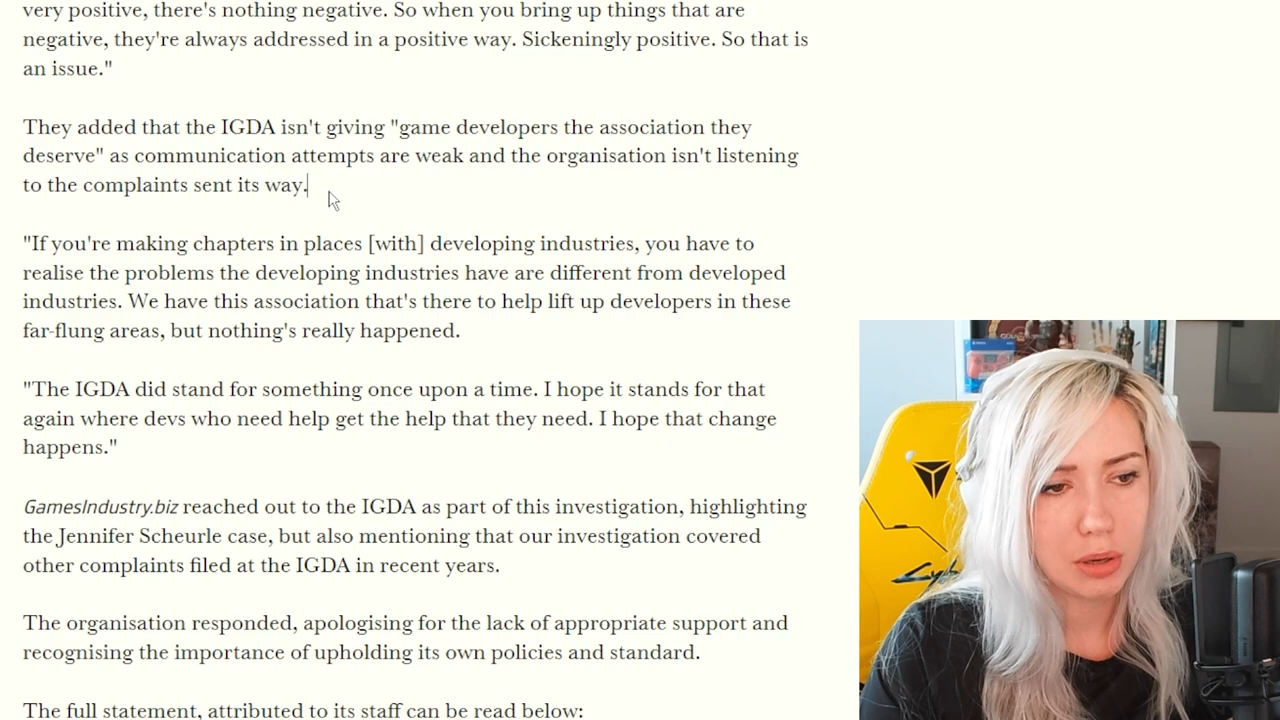 very positive, there's nothing negative. So when you bring up things that are
negative, they're always addressed in a positive way. Sickeningly positive. So that is
an issue."
They added that the IGDA isn't giving "game developers the association they
deserve" as communication attempts are weak and the organisation isn't listening
to the complaints sent its way.
"If you're making chapters in places [with] developing industries, you have to
realise the problems the developing industries have are different from developed
industries. We have this association that's there to help lift up developers in these
far-flung areas, but nothing's really happened.
"The IGDA did stand for something once upon a time. I hope it stands for that
again where devs who need help get the help that they need. I hope that change
happens."
GamesIndustry.biz reached out to the IGDA as part of this investigation, highlighting
the Jennifer Scheurle case, but also mentioning that our investigation covered
other complaints filed at the IGDA in recent years.
The organisation responded, apologising for the lack of appropriate support and
recognising the importance of upholding its own policies and standard.
The full statement, attributed to its staff can be read below: